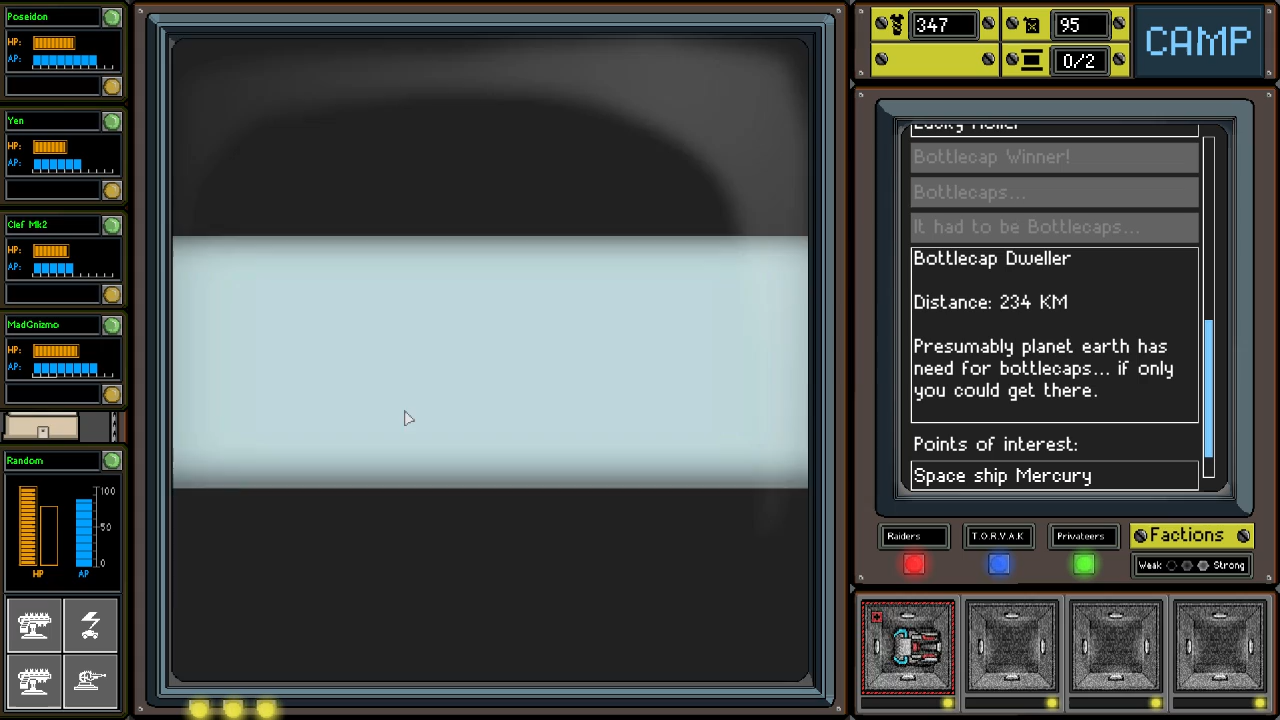 Poseidon
HP:
AP:
Yen
HP:
AP:
Clef Mk2
HP:
AP:
MadGnizmo
HP:
AP:
Random
100
50
0
HP
AP
347
95
0/2
CAMP
Lucky Roller
Bottlecap Winner!
Bottlecaps...
It had to be Bottlecaps...
Bottlecap Dweller
Distance: 234 KM
Presumably planet earth has
need for bottlecaps... if only
you could get there.
Points of interest:
Space ship Mercury
Raiders
T.O.R.V.A.K
Privateers
Factions
Weak
Strong